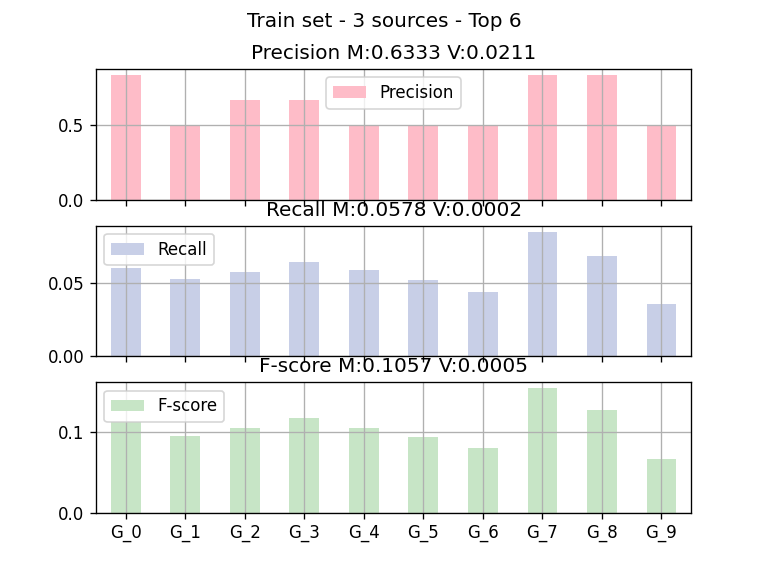 Train set - 3 sources - Top 6
Precision M:0.6333 V:0.0211
Precision
0.5
0.0
Recall M:0.0578 V:0.0002
Recall
0.05
0.00
F-score M:0.1057 V:0.0005
F-score
0.1
0.0
G_0 G_1 G_2 G_3 G_4 G_5 G_6 G_7 G_8 G_9